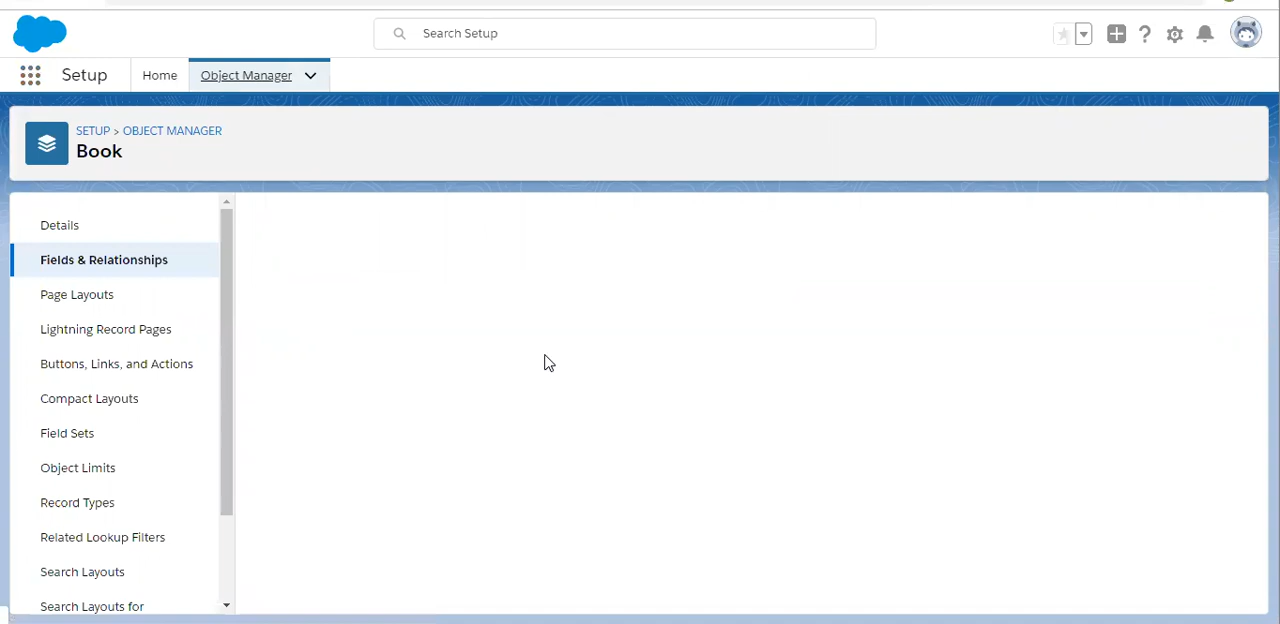 Search Setup
Setup
Home
Object Manager
SETUP > OBJECT MANAGER
Book
Details
Fields & Relationships
Page Layouts
Lightning Record Pages
Buttons, Links, and Actions
Compact Layouts
Field Sets
Object Limits
Record Types
Related Lookup Filters
Search Layouts
Search Layouts for